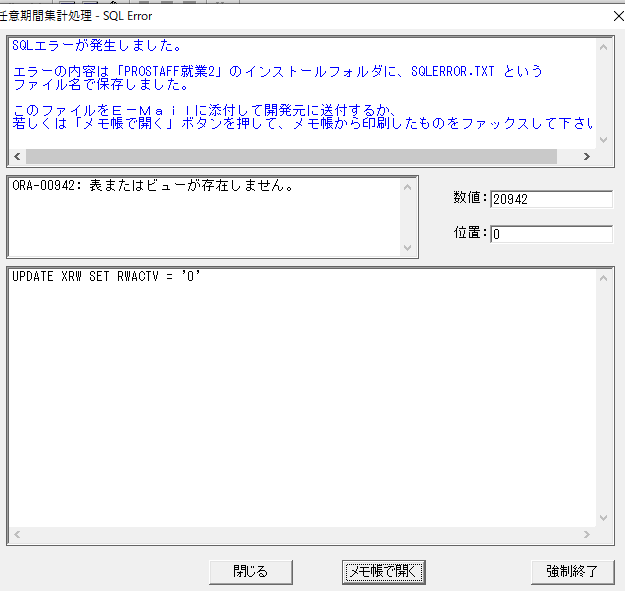 任意期間集計処理 - SQL Error
SQLエラーが発生しました。
エラーの内容は「PROSTAFF就業2」のインストールフォルダに、SQLERROR.TXT という
ファイル名で保存しました。
このファイルをＥ－Ｍａｉｌに添付して開発元に送付するか、
若しくは「メモ帳で開く」ボタンを押して、メモ帳から印刷したものをファックスして下さい
ORA-00942: 表またはビューが存在しません。
数値：20942
位置：0
UPDATE XRW SET RWACTV = '0'
閉じる
メモ帳で開く
強制終了